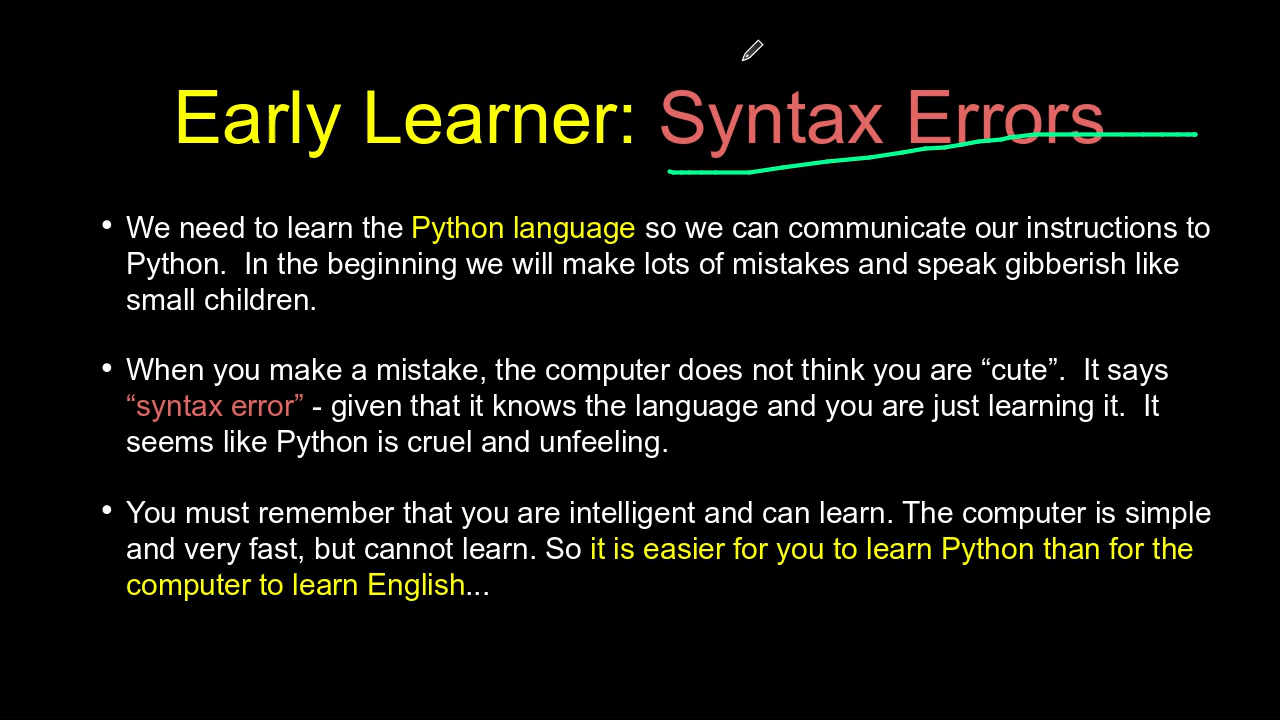 Early Learner: Syntax Errors
• We need to learn the Python language so we can communicate our instructions to
Python.  In the beginning we will make lots of mistakes and speak gibberish like
small children.
• When you make a mistake, the computer does not think you are “cute”.  It says
“syntax error” - given that it knows the language and you are just learning it.  It
seems like Python is cruel and unfeeling.
• You must remember that you are intelligent and can learn. The computer is simple
and very fast, but cannot learn. So it is easier for you to learn Python than for the
computer to learn English...